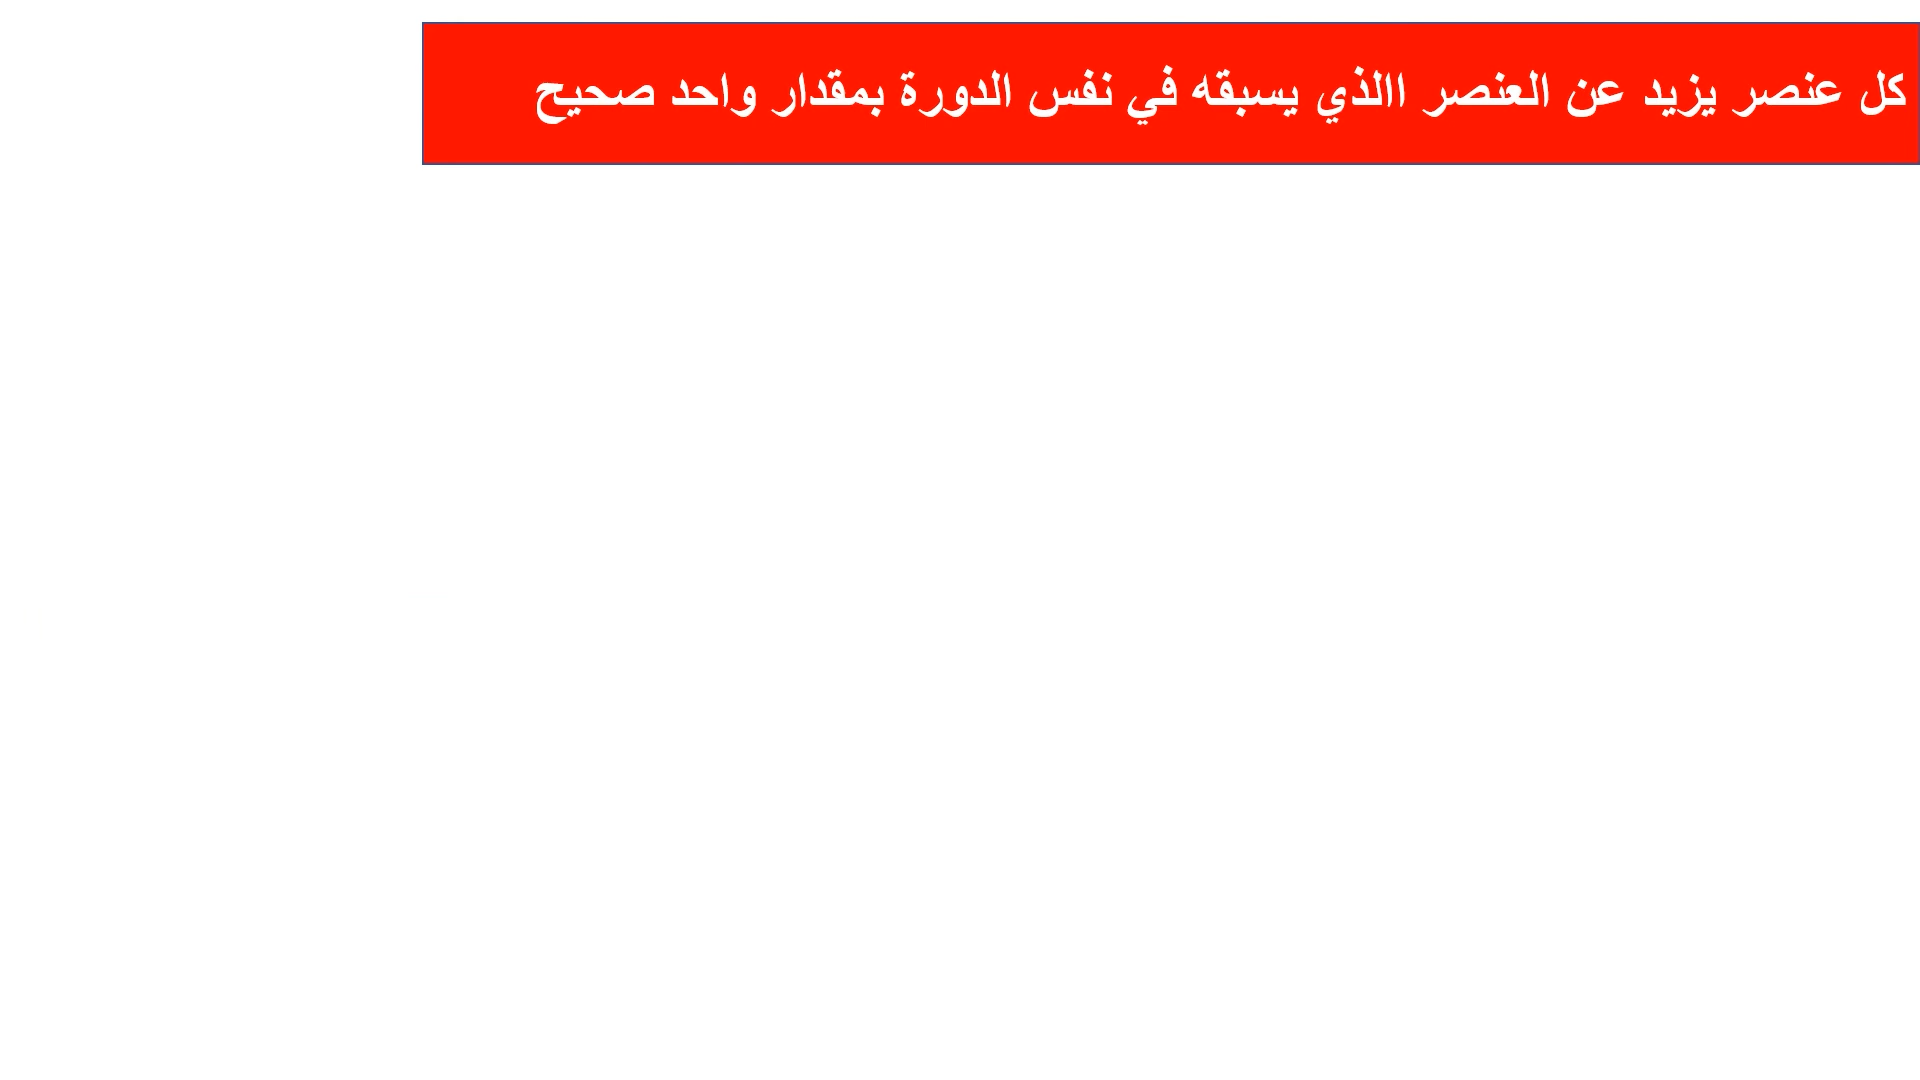 كل عنصر يزيد عن العنصر االذي يسبقه في نفس الدورة بمقدار واحد صحيح